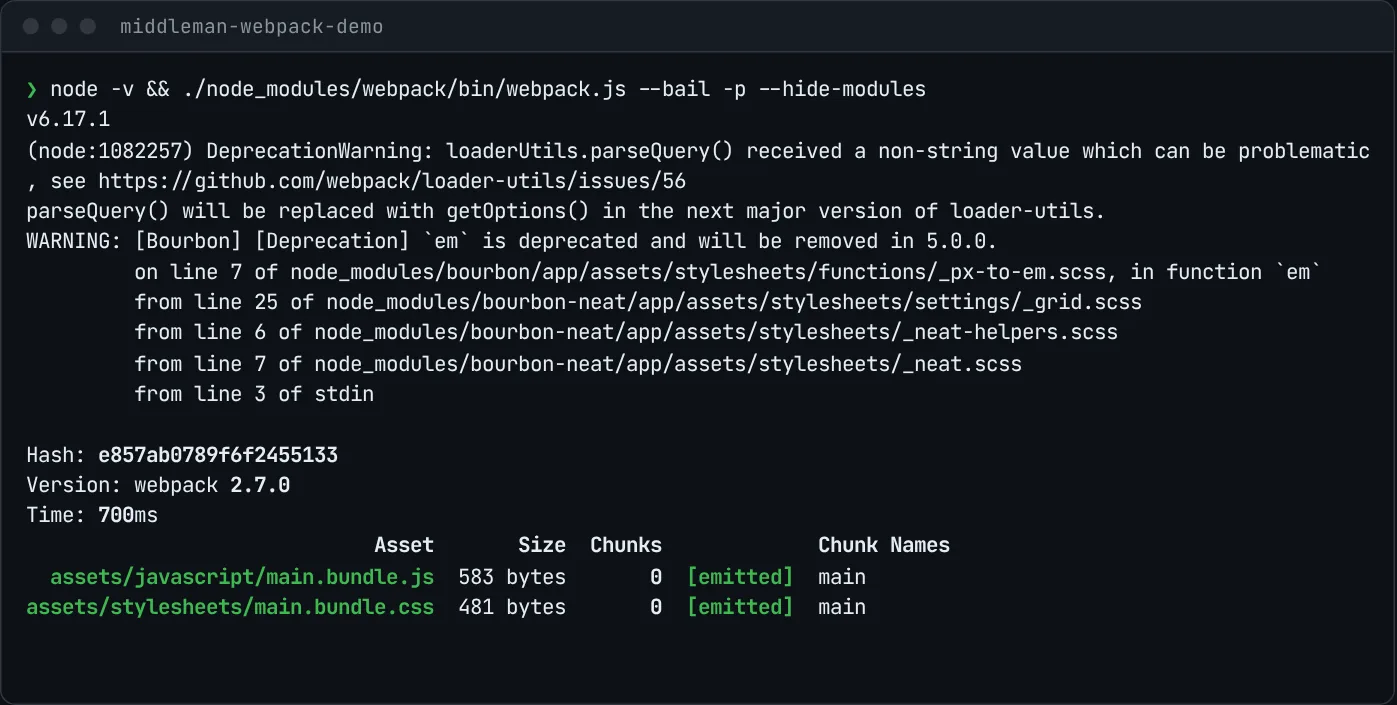 middleman-webpack-demo
❯ node -v && ./node_modules/webpack/bin/webpack.js --bail -p --hide-modules
v6.17.1
(node:1082257) DeprecationWarning: loaderUtils.parseQuery() received a non-string value which can be problematic
, see https://github.com/webpack/loader-utils/issues/56
parseQuery() will be replaced with getOptions() in the next major version of loader-utils.
WARNING: [Bourbon] [Deprecation] `em` is deprecated and will be removed in 5.0.0.
         on line 7 of node_modules/bourbon/app/assets/stylesheets/functions/_px-to-em.scss, in function `em`
         from line 25 of node_modules/bourbon-neat/app/assets/stylesheets/settings/_grid.scss
         from line 6 of node_modules/bourbon-neat/app/assets/stylesheets/_neat-helpers.scss
         from line 7 of node_modules/bourbon-neat/app/assets/stylesheets/_neat.scss
         from line 3 of stdin

Hash: e857ab0789f6f2455133
Version: webpack 2.7.0
Time: 700ms
                             Asset       Size  Chunks             Chunk Names
  assets/javascript/main.bundle.js  583 bytes       0  [emitted]  main
assets/stylesheets/main.bundle.css  481 bytes       0  [emitted]  main